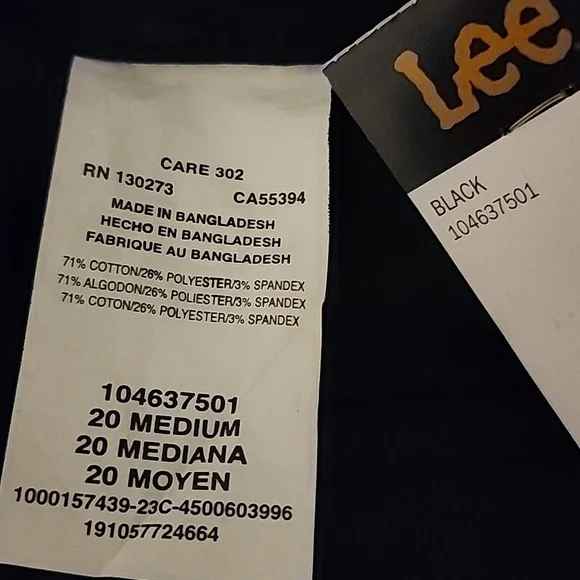 CARE 302
RN 130273 CA55394
MADE IN BANGLADESH
HECHO EN BANGLADESH
FABRIQUE AU BANGLADESH
71% COTTON/26% POLYESTER/3% SPANDEX
71% ALGODON/26% POLIESTER/3% SPANDEX
71% COTON/26% POLYESTER/3% SPANDEX
104637501
20 MEDIUM
20 MEDIANA
20 MOYEN
1000157439-23C-4500603996
191057724664
Lee
BLACK
104637501